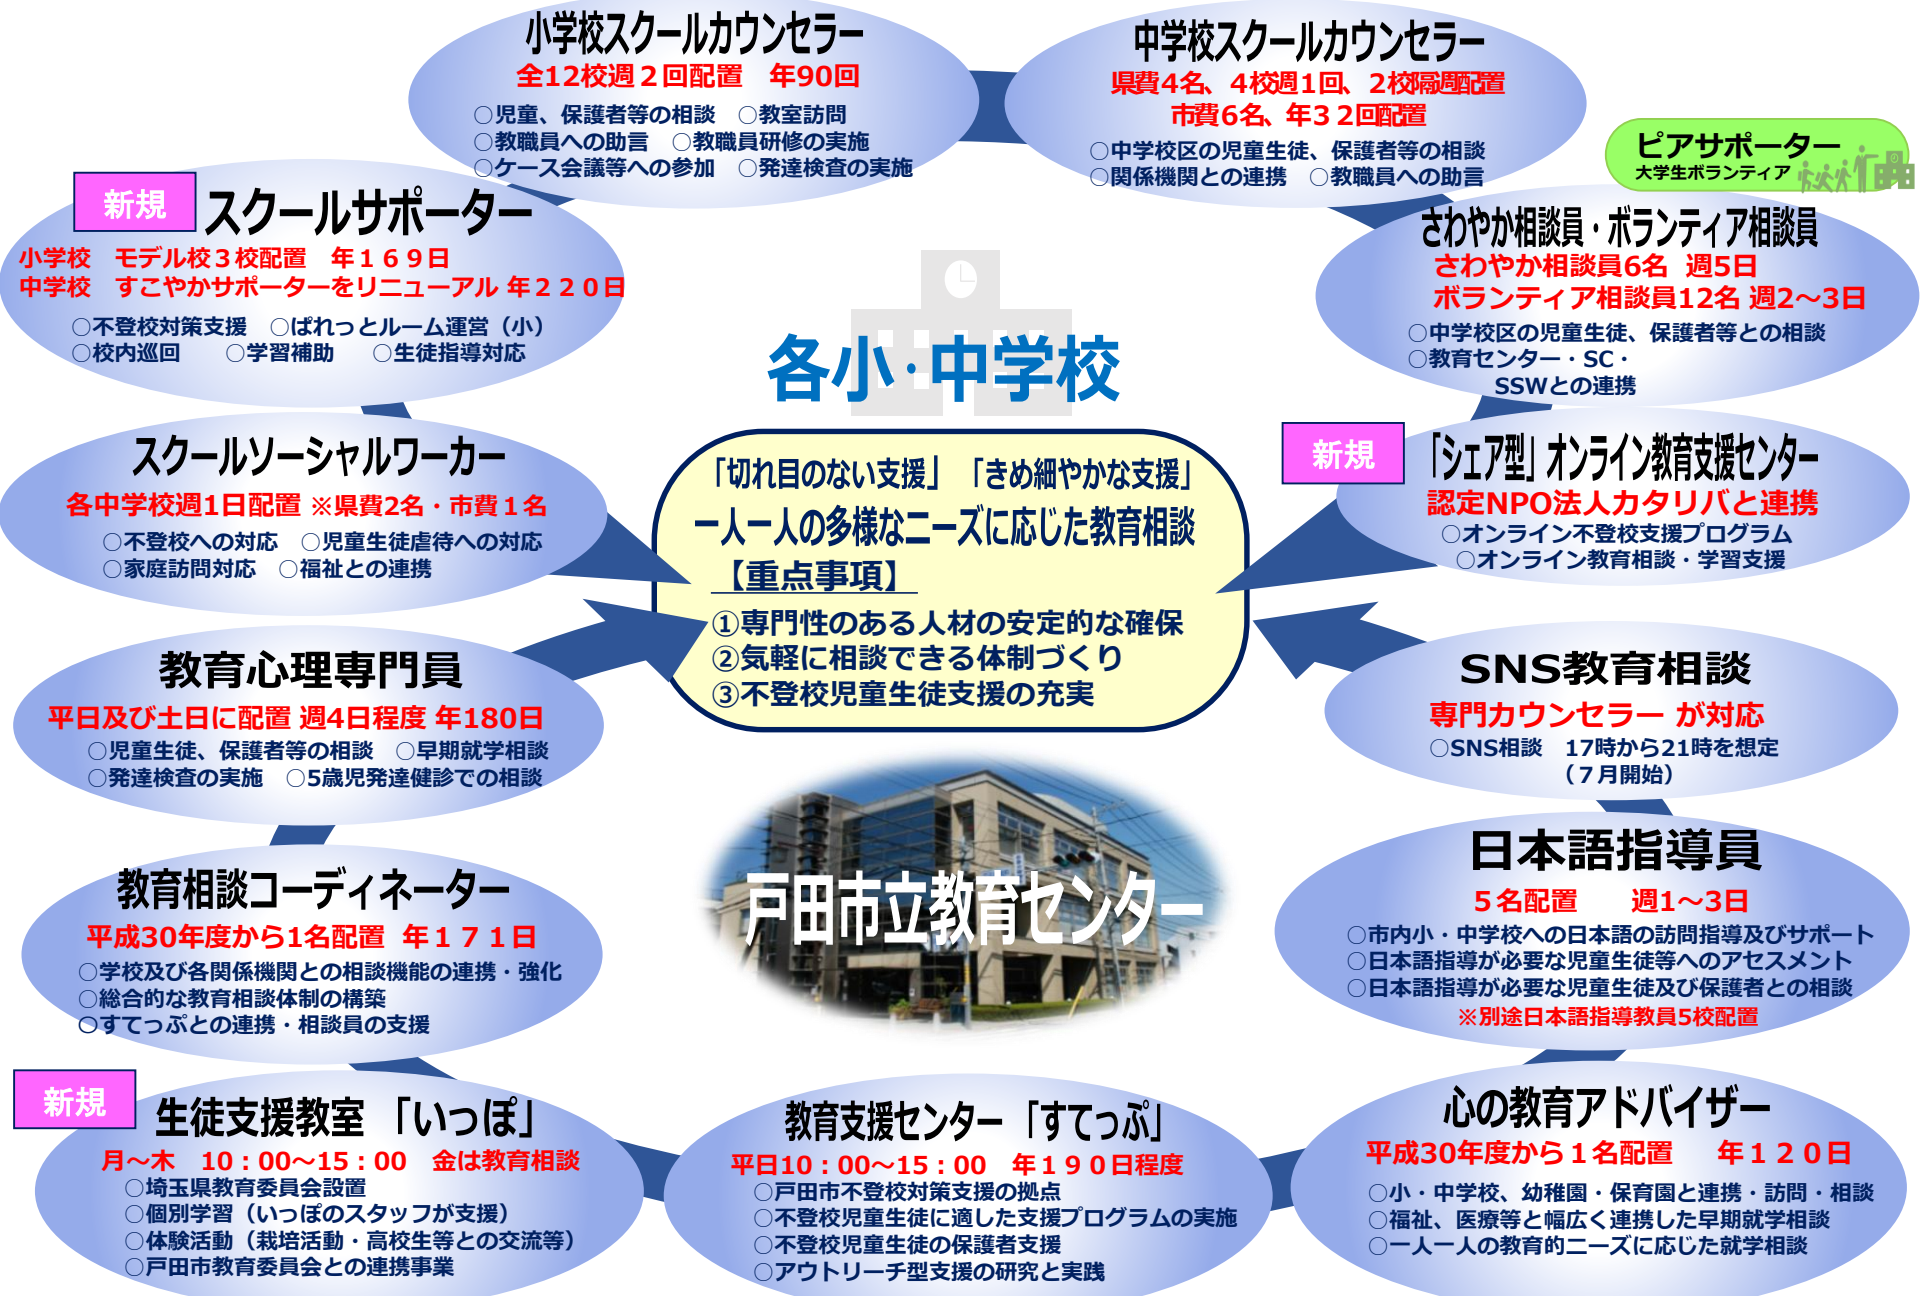 小学校スクールカウンセラー
全12校週２回配置　年90回
○児童、保護者等の相談　○教室訪問
○教職員への助言　○教職員研修の実施
○ケース会議等への参加　○発達検査の実施
中学校スクールカウンセラー
県費４名、４校週１回、２校隔週配置
市費６名、年３２回配置
○中学校区の児童生徒、保護者等の相談
○関係機関との連携　○教職員への助言
ピアサポーター
大学生ボランティア
新規
スクールサポーター
小学校　モデル校３校配置　年１６９日
中学校　すこやかサポーターをリニューアル 年２２０日
○不登校対策支援　○ぱれっとルーム運営（小）
○校内巡回　○学習補助　○生徒指導対応
さわやか相談員・ボランティア相談員
さわやか相談員6名 週5日
ボランティア相談員12名 週2～3日
○中学校区の児童生徒、保護者等との相談
○教育センター・SC・
SSWとの連携
各小・中学校
スクールソーシャルワーカー
各中学校週1日配置 ※県費2名・市費１名
○不登校への対応　○児童生徒虐待への対応
○家庭訪問対応　○福祉との連携
「切れ目のない支援」「きめ細やかな支援」
一人一人の多様なニーズに応じた教育相談
【重点事項】
①専門性のある人材の安定的な確保
②気軽に相談できる体制づくり
③不登校児童生徒支援の充実
新規
「シェア型」オンライン教育支援センター
認定NPO法人カタリバと連携
○オンライン不登校支援プログラム
○オンライン教育相談・学習支援
教育心理専門員
平日及び土日に配置 週4日程度 年180日
○児童生徒、保護者等の相談　○早期就学相談
○発達検査の実施　○5歳児発達健診での相談
SNS教育相談
専門カウンセラー が対応
○SNS相談　17時から21時を想定
（７月開始）
教育相談コーディネーター
平成30年度から1名配置 年１７１日
○学校及び各関係機関との相談機能の連携・強化
○総合的な教育相談体制の構築
○すてっぷとの連携・相談員の支援
戸田市立教育センター
日本語指導員
５名配置　週1～3日
○市内小・中学校への日本語の訪問指導及びサポート
○日本語指導が必要な児童生徒等へのアセスメント
○日本語指導が必要な児童生徒及び保護者との相談
※別途日本語指導教員5校配置
新規
生徒支援教室 「いっぽ」
月～木　10：00～15：00　金は教育相談
○埼玉県教育委員会設置
○個別学習（いっぽのスタッフが支援）
○体験活動（栽培活動・高校生等との交流等）
○戸田市教育委員会との連携事業
教育支援センター「すてっぷ」
平日10：00～15：00　年１９０日程度
○戸田市不登校対策支援の拠点
○不登校児童生徒に適した支援プログラムの実施
○不登校児童生徒の保護者支援
○アウトリーチ型支援の研究と実践
心の教育アドバイザー
平成30年度から１名配置　年１２０日
○小・中学校、幼稚園・保育園と連携・訪問・相談
○福祉、医療等と幅広く連携した早期就学相談
○一人一人の教育的ニーズに応じた就学相談